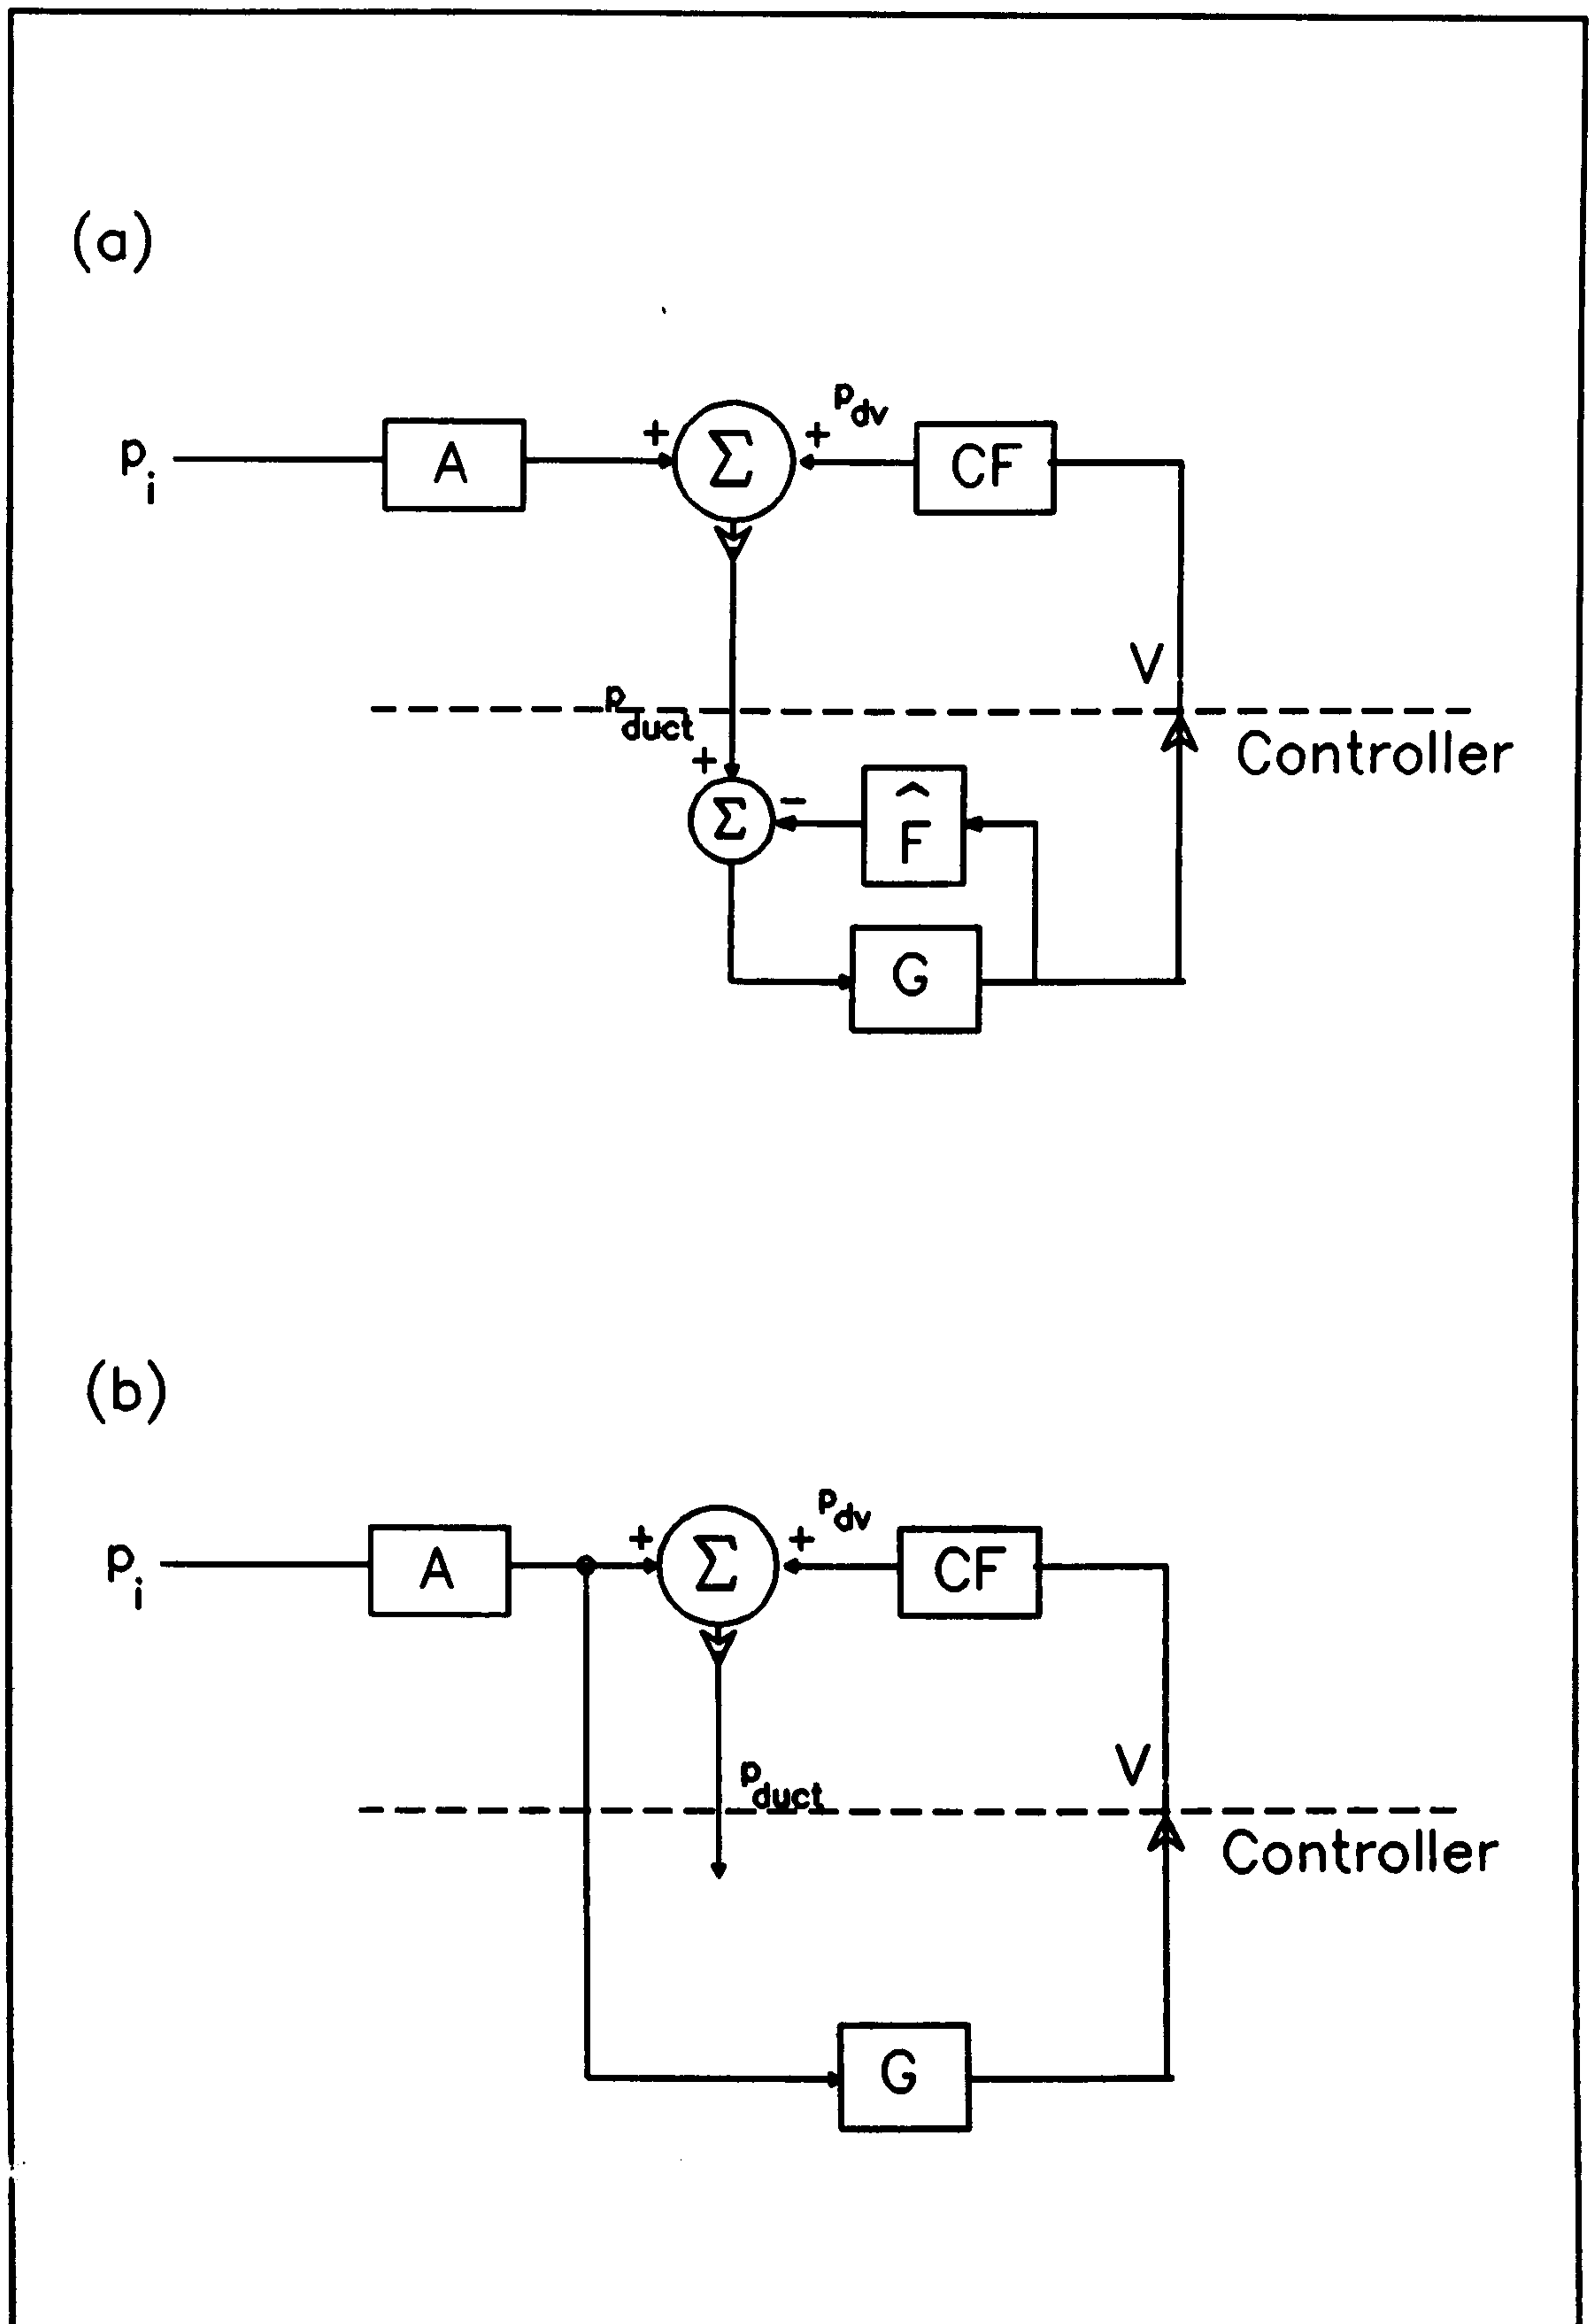 (a)
p_i
A
+
Σ
+
p_dv
CF
V
p_duct
Controller
+
Σ
-
F̂
G
(b)
p_i
A
+
Σ
+
p_dv
CF
V
p_duct
Controller
G